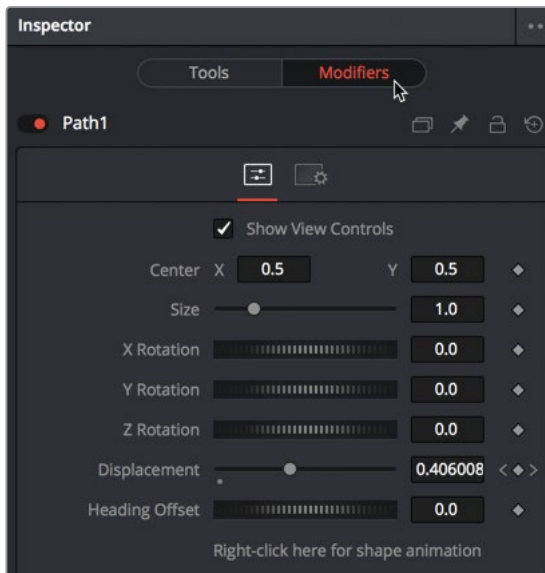 Inspector
Tools Modifiers
Path1
Show View Controls
Center X 0.5 Y 0.5
Size 1.0
X Rotation 0.0
Y Rotation 0.0
Z Rotation 0.0
Displacement 0.406008
Heading Offset 0.0
Right-click here for shape animation